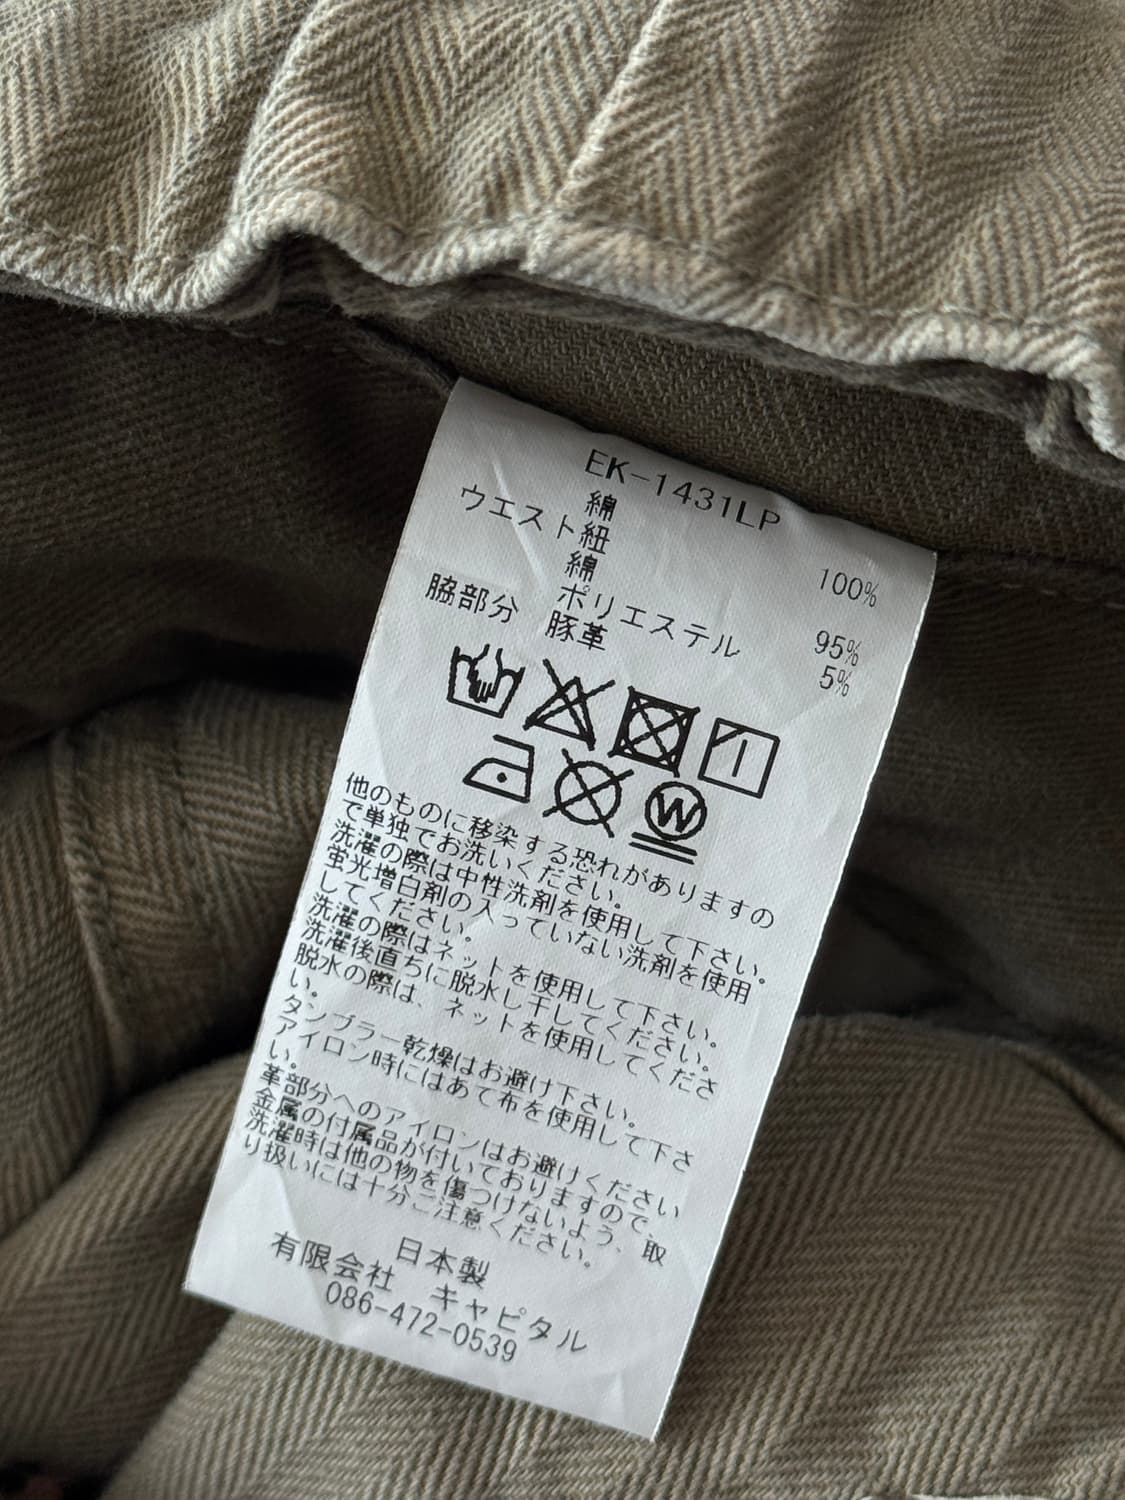 EK-1431LP
綿 100%
ウエスト紐
綿 95%
ポリエステル 5%
脇部分 豚革
W
他のものに移染する恐れがありますの
で単独でお洗いください。
洗濯の際は中性洗剤を使用して下さい。
蛍光増白剤の入っていない洗剤を使用
してください。
洗濯の際はネットを使用して下さい。
洗濯後直ちに脱水し干してください。
脱水の際は、ネットを使用してくださ
い。
タンブラー乾燥はお避け下さい。
アイロン時にはあて布を使用して下さ
い。
革部分へのアイロンはお避けください
金属の付属品が付いておりますので、
洗濯時は他の物を傷つけないよう、取
り扱いには十分ご注意ください。
日本製
有限会社 キャピタル
086-472-0539